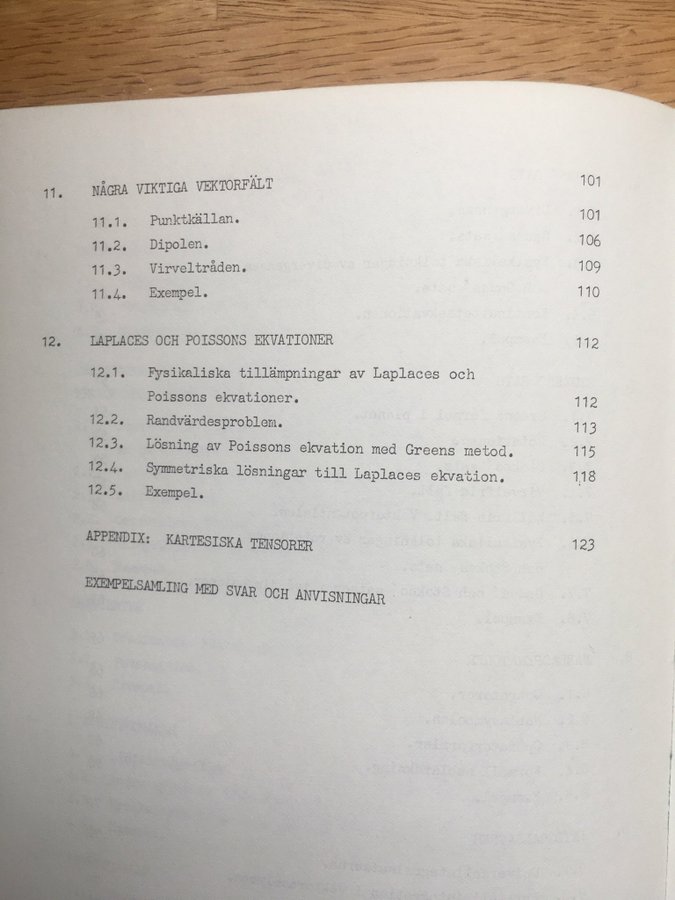 11. NÅGRA VIKTIGA VEKTORFÄLT 101
11.1. Punktkällan. 101
11.2. Dipolen. 106
11.3. Virveltråden. 109
11.4. Exempel. 110
12. LAPLACES OCH POISSONS EKVATIONER 112
12.1. Fysikaliska tillämpningar av Laplaces och
Poissons ekvationer. 112
12.2. Randvärdesproblem. 113
12.3. Lösning av Poissons ekvation med Greens metod. 115
12.4. Symmetriska lösningar till Laplaces ekvation. 118
12.5. Exempel.
APPENDIX: KARTESISKA TENSORER 123
EXEMPELSAMLING MED SVAR OCH ANVISNINGAR